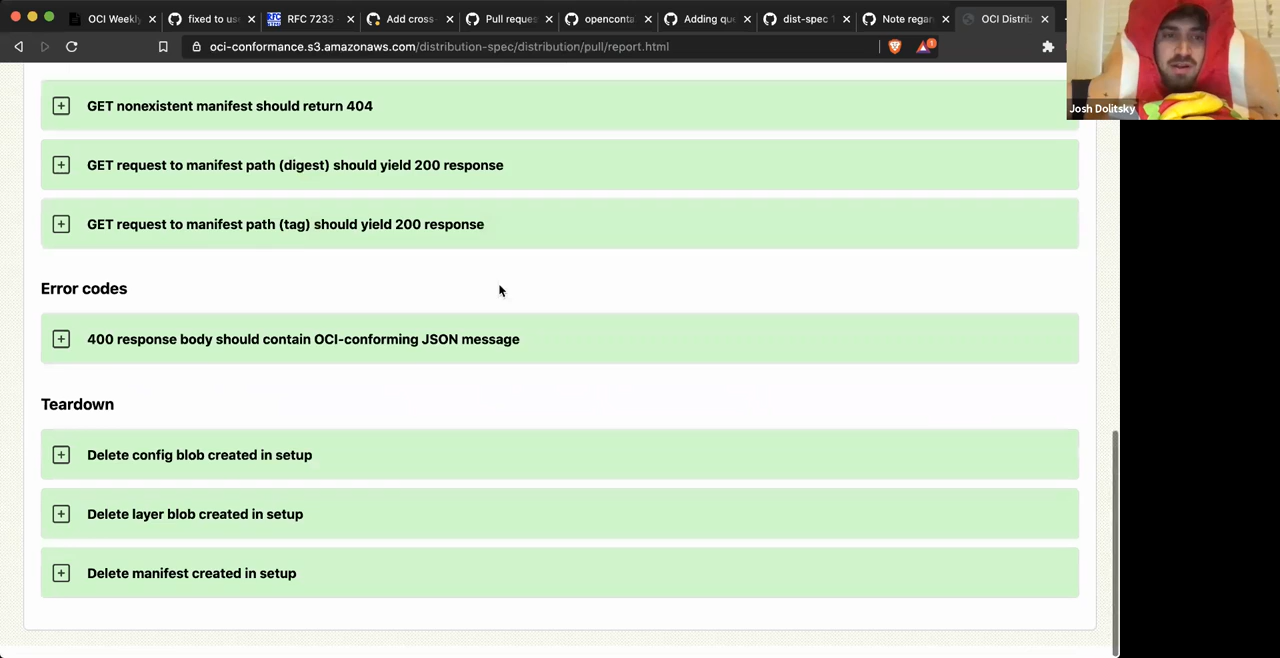 OCI Weekly
fixed to use
RFC 7233
Add cross
Pull reques
openconta
Adding que
dist-spec
Note regar
OCI Distrib
oci-conformance.s3.amazonaws.com/distribution-spec/distribution/pull/report.html
1
Josh Dolitsky
GET nonexistent manifest should return 404
GET request to manifest path (digest) should yield 200 response
GET request to manifest path (tag) should yield 200 response
Error codes
400 response body should contain OCI-conforming JSON message
Teardown
Delete config blob created in setup
Delete layer blob created in setup
Delete manifest created in setup